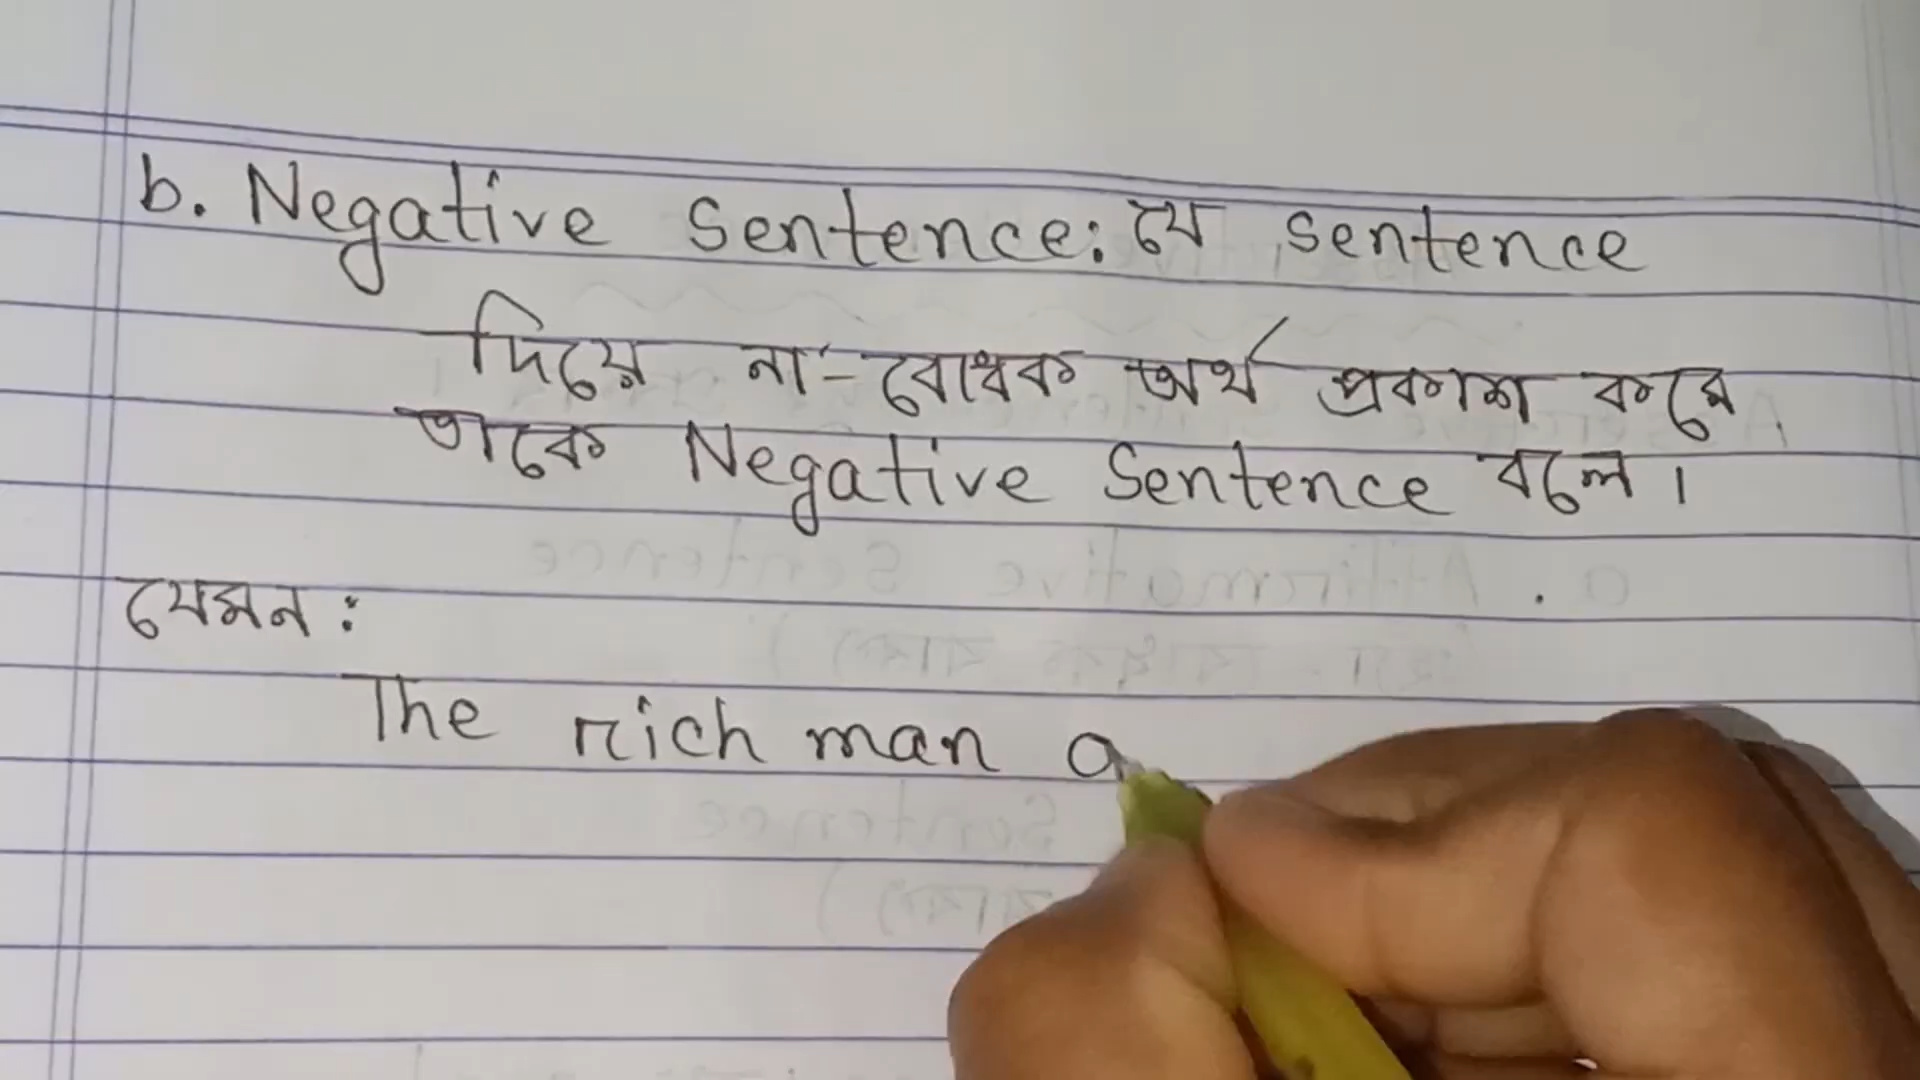 b. Negative Sentence: যে sentence
দিয়ে না-বোধক অর্থ প্রকাশ করে
তাকে Negative Sentence বলে।
যেমন:
The rich man a